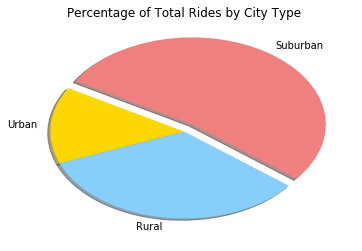 Percentage of Total Rides by City Type
Suburban
Urban
Rural